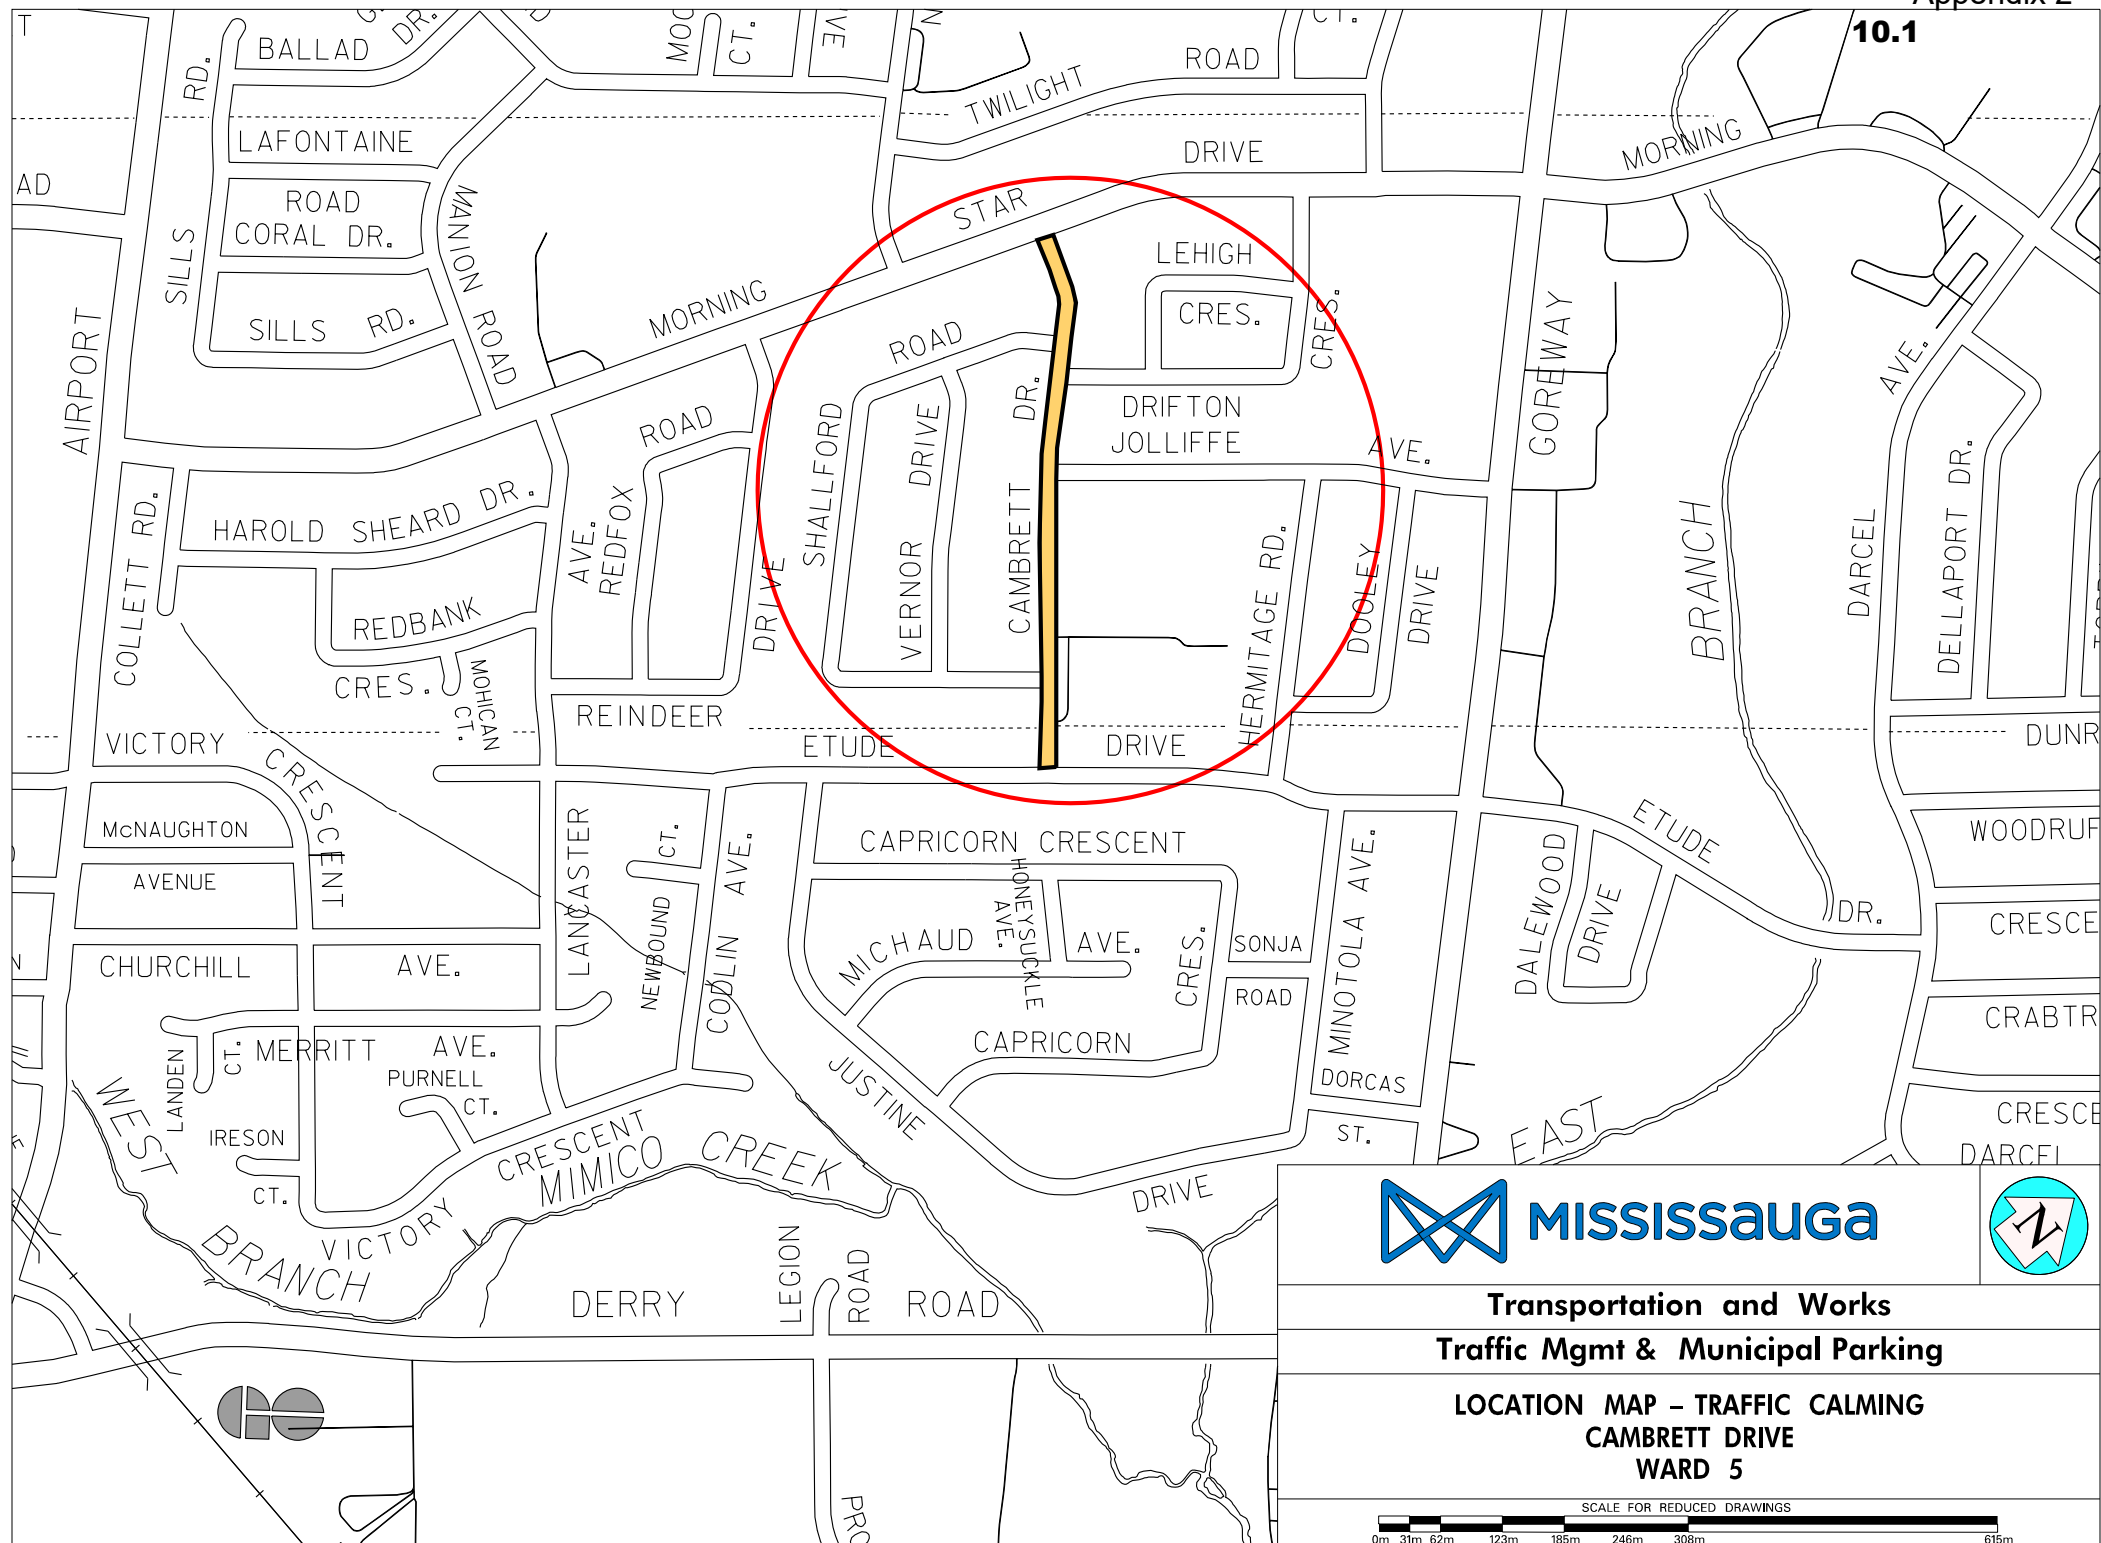 Appendix 2
10.1
BALLAD
DR.
CT.
CT.
RD.
ROAD
TWILIGHT
LAFONTAINE
DRIVE
MORNING
AD
ROAD
CORAL DR.
MANION ROAD
STAR
SILLS
LEHIGH
CRES.
CRES.
MORNING
SILLS RD.
AIRPORT
ROAD
GOREWAY
AVE.
DR.
DRIFTON
JOLLIFFE
AVE.
ROAD
SHALLFORD
VERNOR DRIVE
CAMBRETT
COLLETT RD.
HAROLD SHEARD DR.
AVE.
REDFOX
DRIVE
HERMITAGE RD.
DOOLEY
DRIVE
BRANCH
DARCEL
DELLAPORT DR.
REDBANK
CRES.
MOHICAN
CT.
REINDEER
VICTORY
CRESCENT
ETUDE
DRIVE
DUNR
McNAUGHTON
AVENUE
LANCASTER
CT.
NEWBOUND
CODLIN AVE.
CAPRICORN CRESCENT
HONEYSUCKLE
AVE.
MICHAUD
AVE.
CRES.
SONJA
ROAD
MINOTOLA AVE.
DALEWOOD
DRIVE
ETUDE
DR.
WOODRUF
CRESCE
CHURCHILL
AVE.
CRABTR
LANDEN
CT.
MERRITT
AVE.
PURNELL
CT.
CAPRICORN
JUSTINE
DORCAS
ST.
CRESCE
DARCEL
IRESON
CT.
WEST
BRANCH
CRESCENT
VICTORY
MIMICO
CREEK
EAST
DRIVE
DERRY
LEGION
ROAD
ROAD
MISSISSauGa
N
Transportation and Works
Traffic Mgmt & Municipal Parking
LOCATION MAP – TRAFFIC CALMING
CAMBRETT DRIVE
WARD 5
SCALE FOR REDUCED DRAWINGS
0m 31m 62m 123m 185m 246m 308m 615m